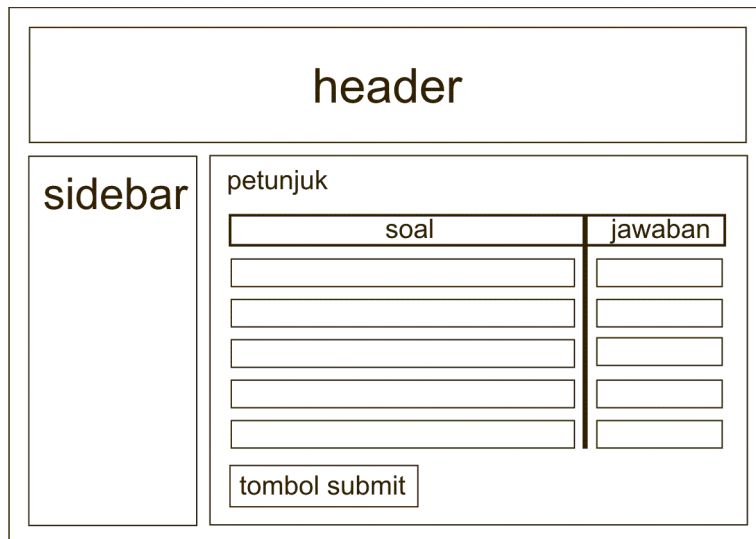 header
sidebar
petunjuk
soal
jawaban
tombol submit